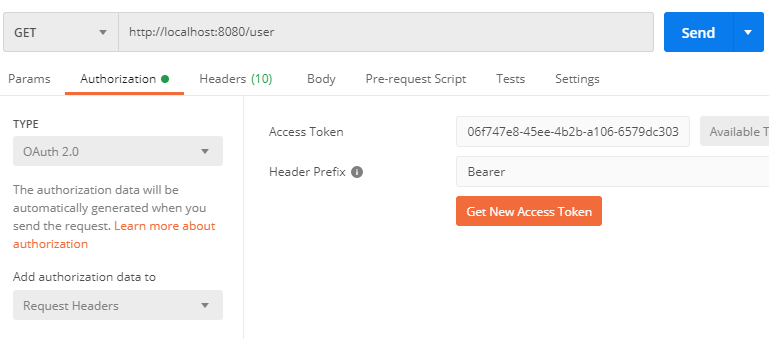 GET http://localhost:8080/user Send
Params Authorization Headers (10) Body Pre-request Script Tests Settings
TYPE
OAuth 2.0
The authorization data will be
automatically generated when you
send the request. Learn more about
authorization
Add authorization data to
Request Headers
Access Token 06f747e8-45ee-4b2b-a106-6579dc303 Available T
Header Prefix Bearer
Get New Access Token